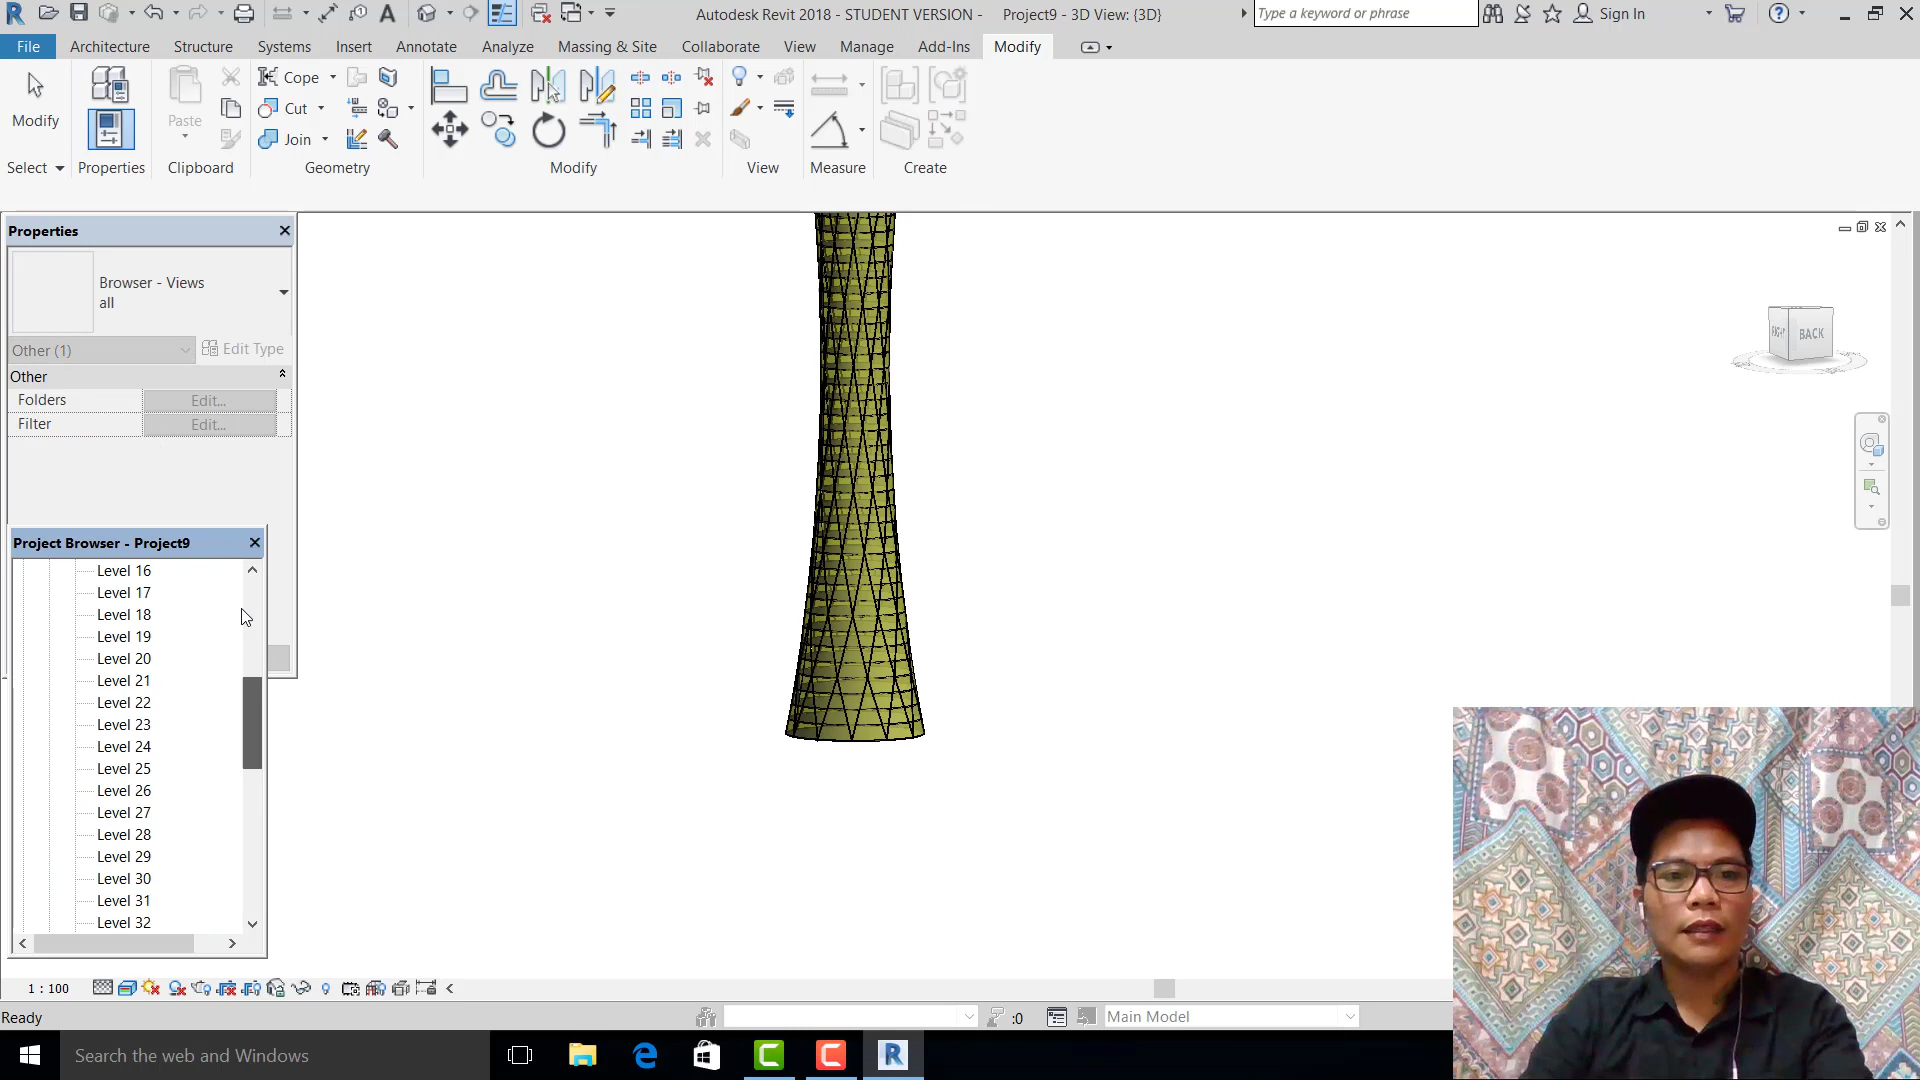 Autodesk Revit 2018 - STUDENT VERSION - Project9 - 3D View: {3D}
Type a keyword or phrase
Sign In
File Architecture Structure Systems Insert Annotate Analyze Massing & Site Collaborate View Manage Add-Ins Modify
Modify Paste Cope
Cut
Join
Select Properties Clipboard Geometry Modify View Measure Create
Properties
Browser - Views
all
Other (1) Edit Type
Other
Folders Edit...
Filter Edit...
Project Browser - Project9
Level 16
Level 17
Level 18
Level 19
Level 20
Level 21
Level 22
Level 23
Level 24
Level 25
Level 26
Level 27
Level 28
Level 29
Level 30
Level 31
Level 32
RIGHT BACK
1 : 100
Ready :0 Main Model
Search the web and Windows